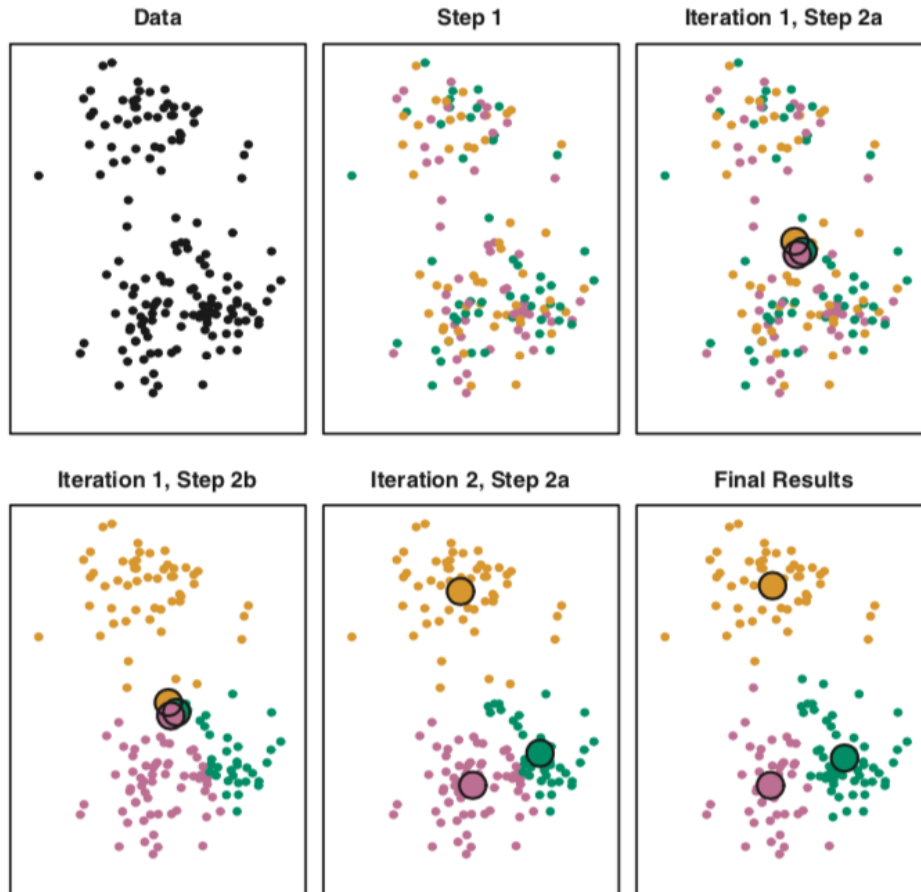 Data
Step 1
Iteration 1, Step 2a
Iteration 1, Step 2b
Iteration 2, Step 2a
Final Results